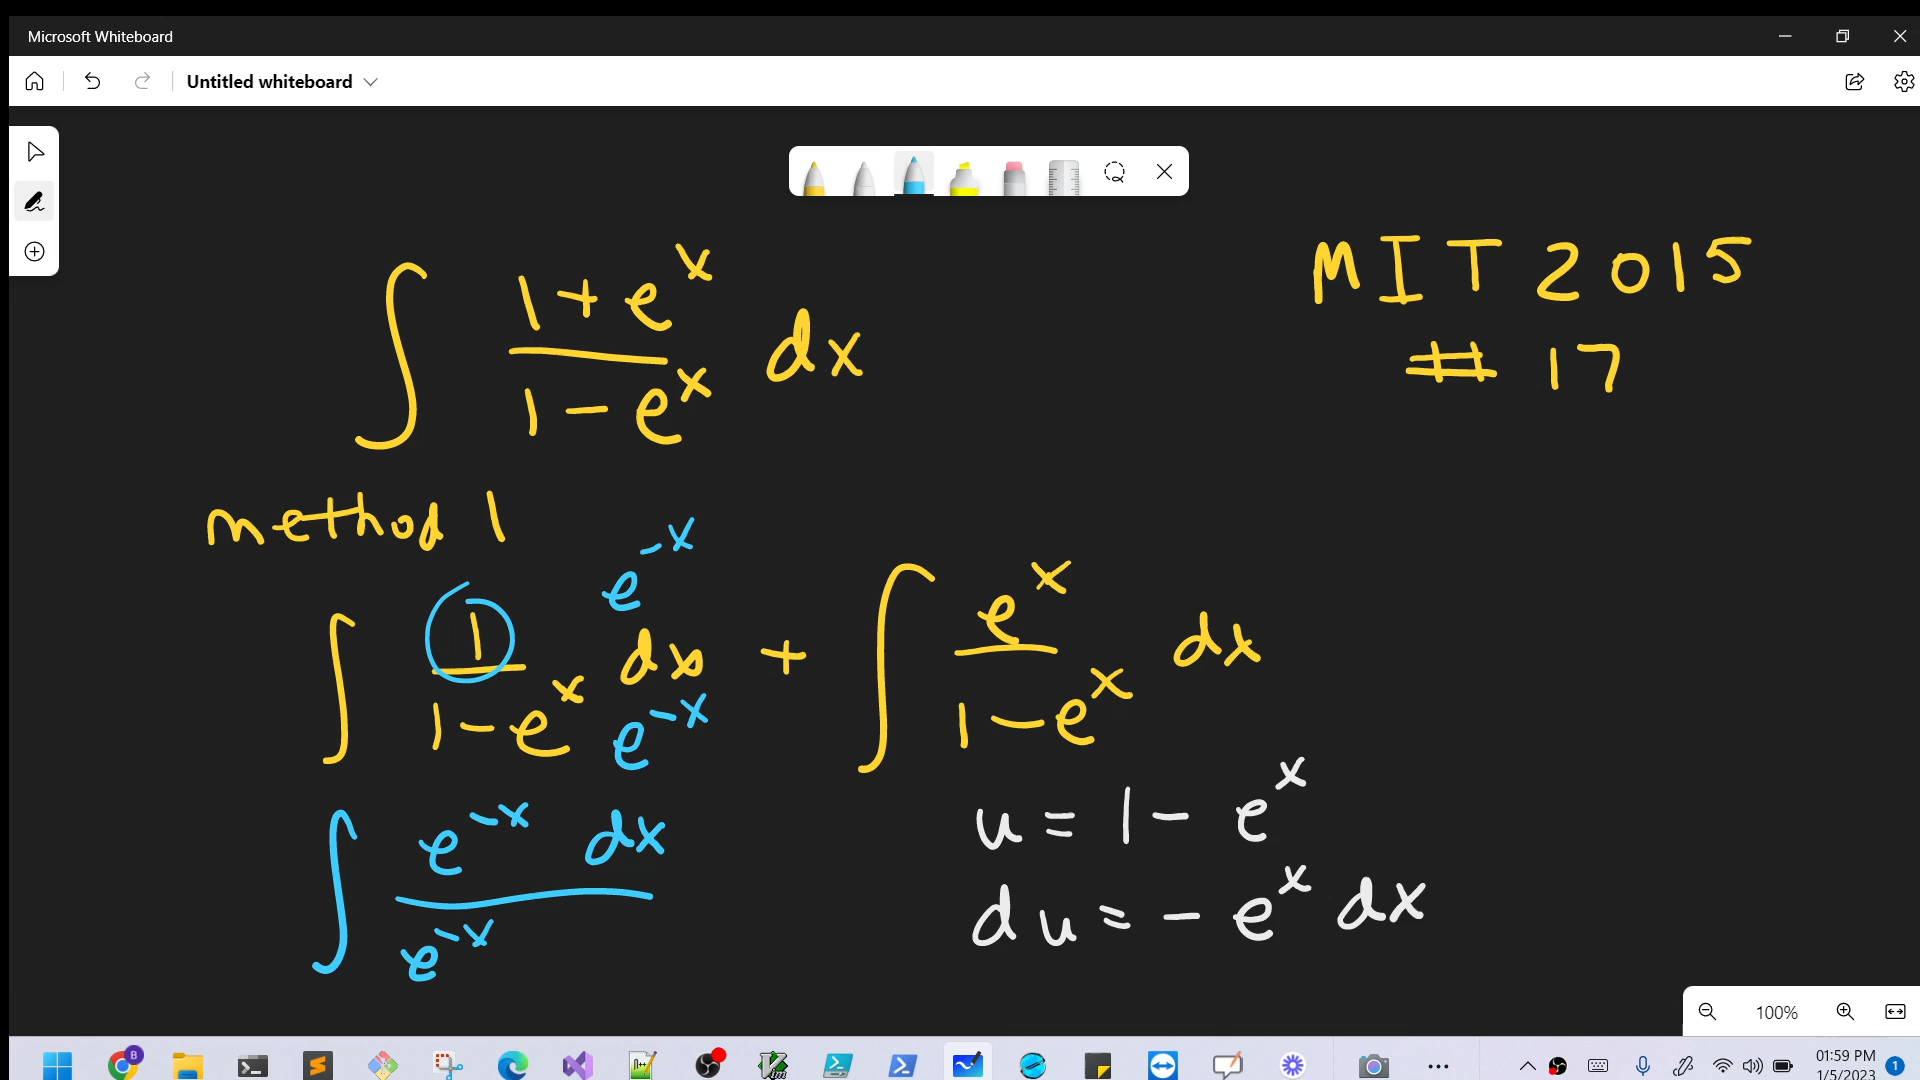 Microsoft Whiteboard
Untitled whiteboard
MIT 2015
# 17
∫ (1 + e^x)/(1 - e^x) dx
method 1
∫ 1/(1 - e^x) dx + ∫ e^x/(1 - e^x) dx
e^-x
e^-x
u = 1 - e^x
du = - e^x dx
∫ e^-x dx
e^-x
100%
B
01:59 PM
1/5/2023
1